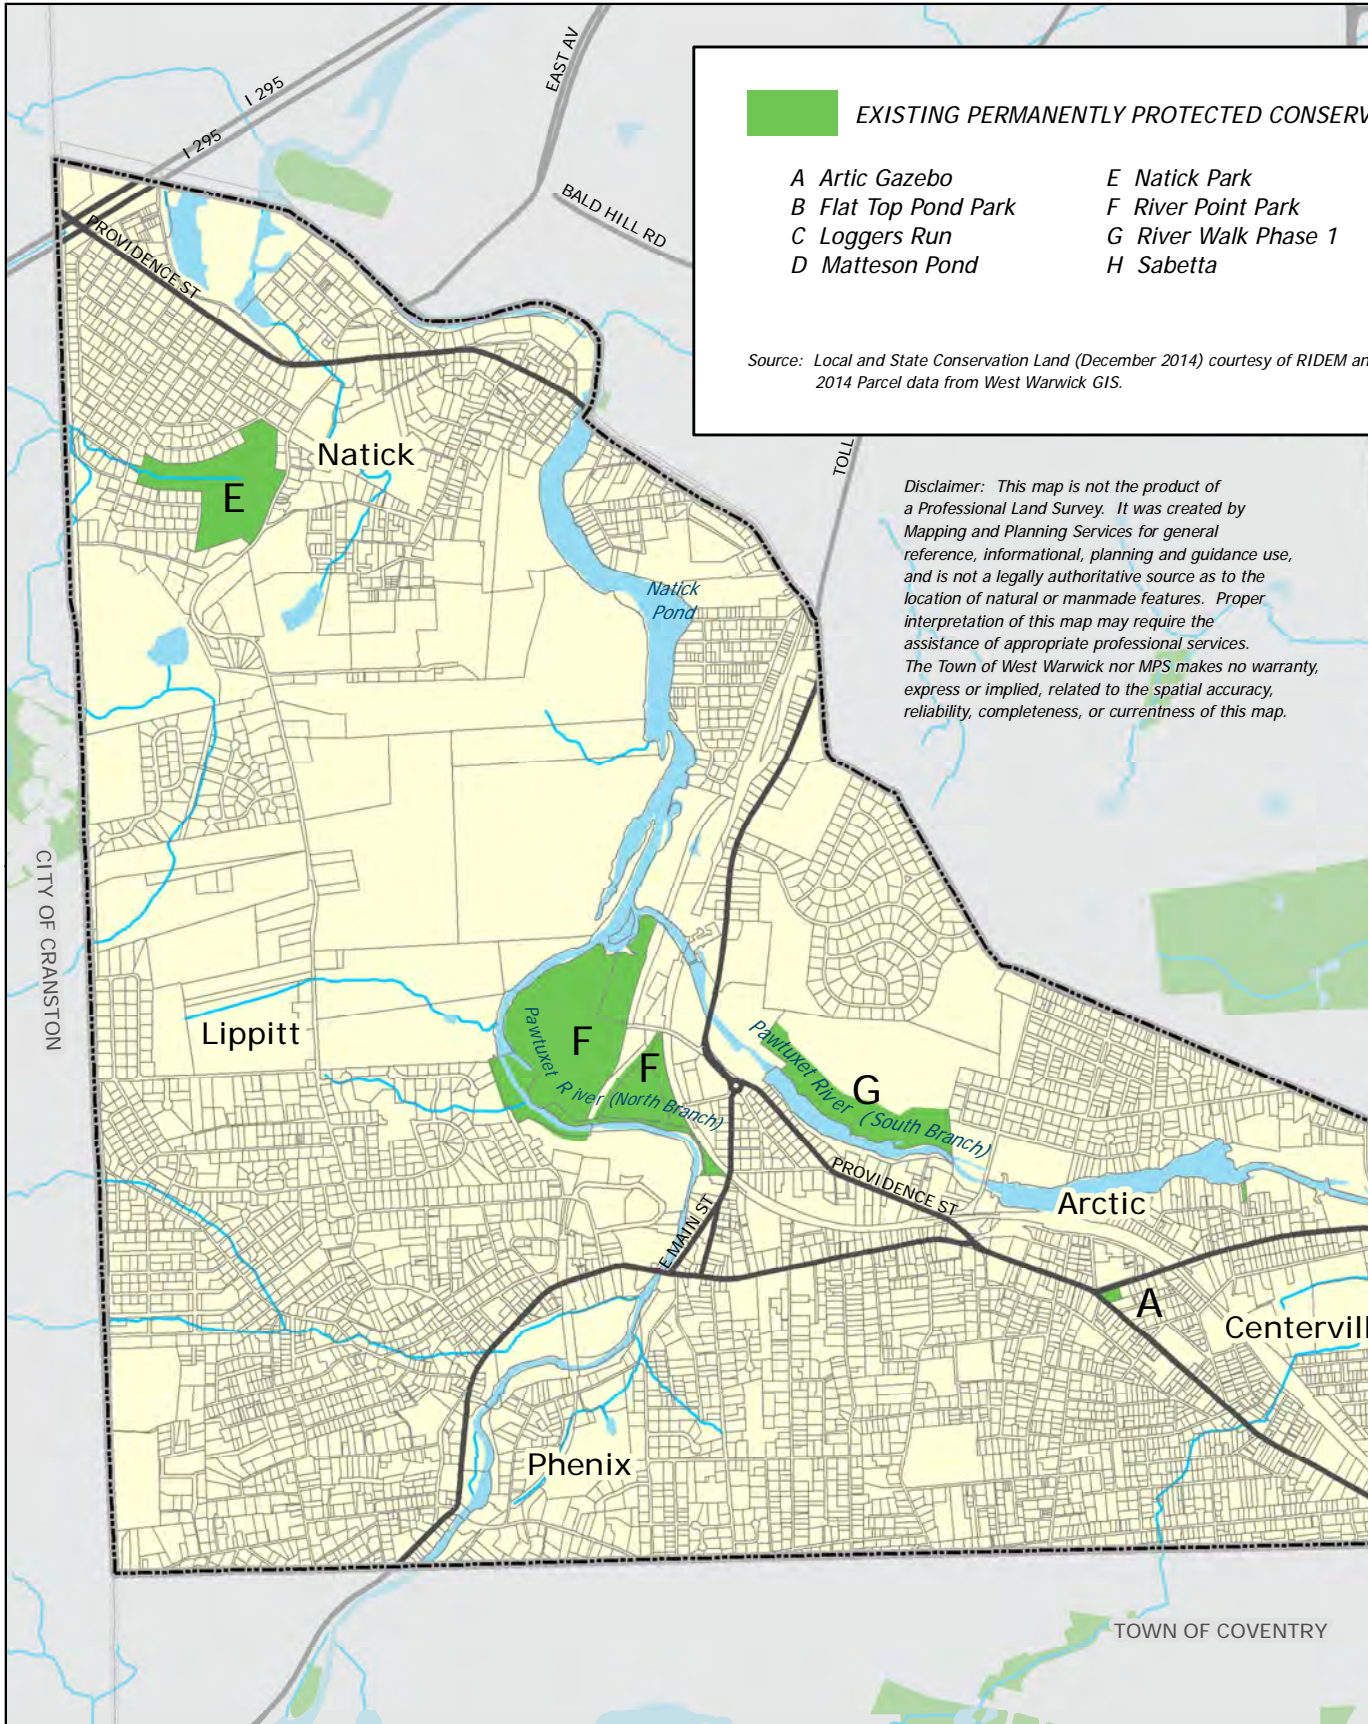 I 295
I 295
EAST AV
BALD HILL RD
PROVIDENCE ST
EXISTING PERMANENTLY PROTECTED CONSERV
A Artic Gazebo
B Flat Top Pond Park
C Loggers Run
D Matteson Pond
E Natick Park
F River Point Park
G River Walk Phase 1
H Sabetta
Source: Local and State Conservation Land (December 2014) courtesy of RIDEM an
2014 Parcel data from West Warwick GIS.
TOLL
Natick
E
Disclaimer: This map is not the product of
a Professional Land Survey. It was created by
Mapping and Planning Services for general
reference, informational, planning and guidance use,
and is not a legally authoritative source as to the
location of natural or manmade features. Proper
interpretation of this map may require the
assistance of appropriate professional services.
The Town of West Warwick nor MPS makes no warranty,
express or implied, related to the spatial accuracy,
reliability, completeness, or currentness of this map.
Natick
Pond
CITY OF CRANSTON
Lippitt
F
F
Pawtuxet River (North Branch)
G
Pawtuxet River (South Branch)
PROVIDENCE ST
Arctic
E MAIN ST
A
Centervill
Phenix
TOWN OF COVENTRY